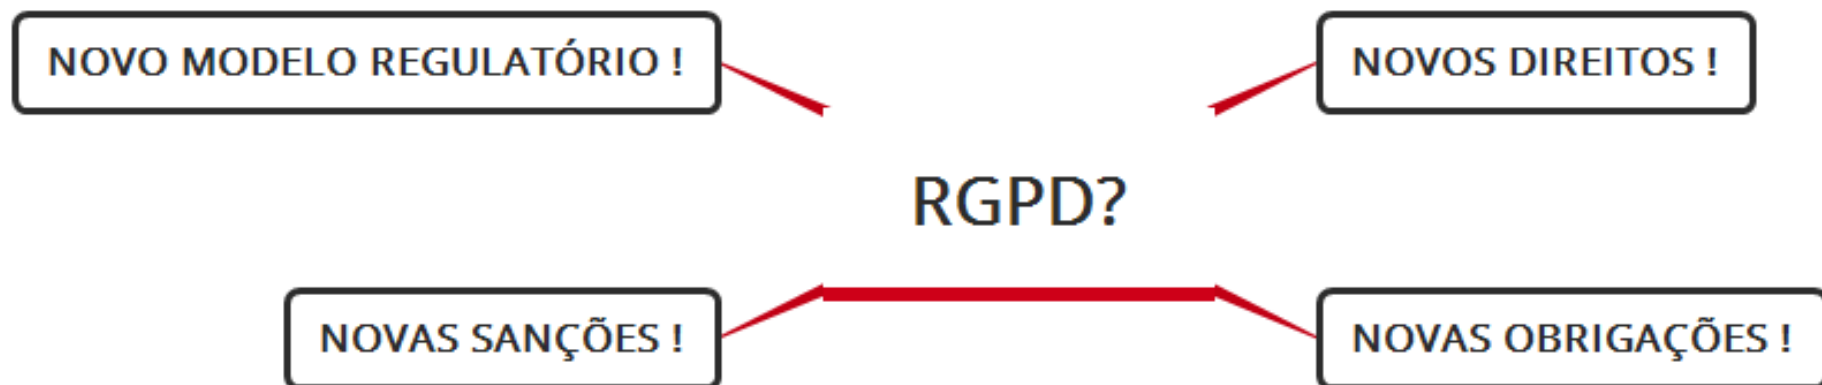 NOVO MODELO REGULATÓRIO !
NOVOS DIREITOS !
RGPD?
NOVAS SANÇÕES !
NOVAS OBRIGAÇÕES !